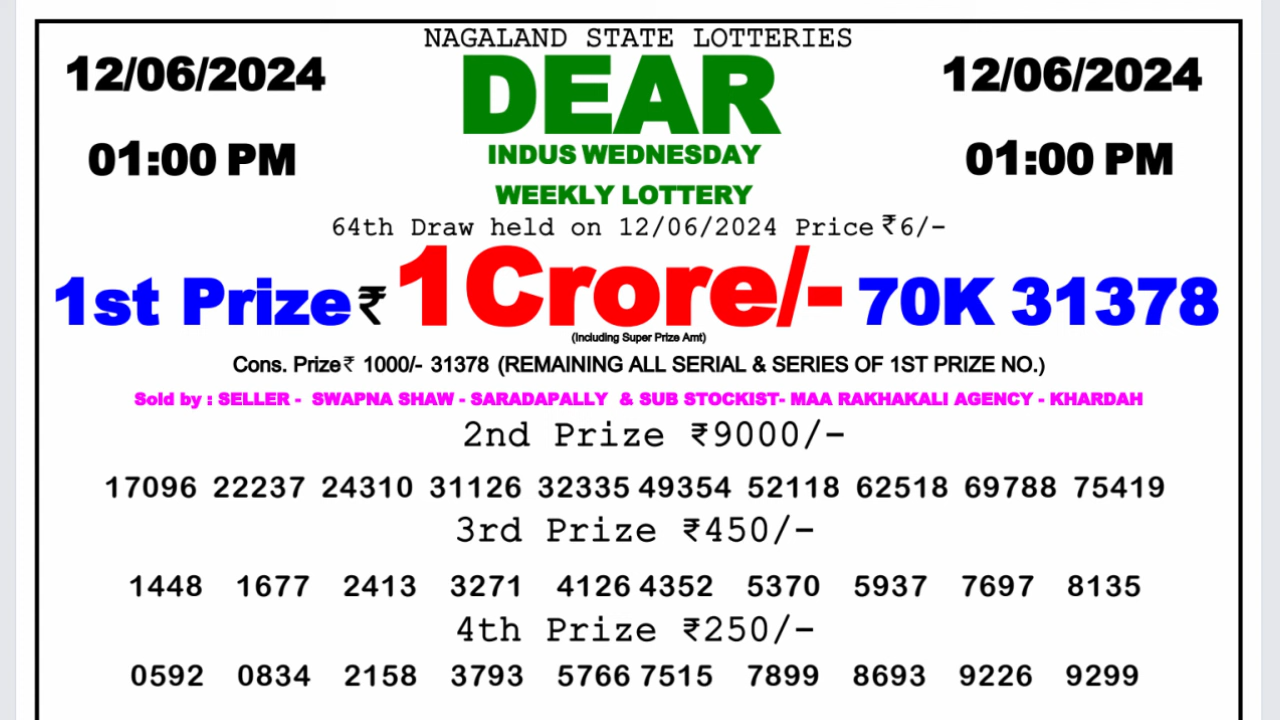 NAGALAND STATE LOTTERIES
12/06/2024 DEAR 12/06/2024
01:00 PM INDUS WEDNESDAY 01:00 PM
WEEKLY LOTTERY
64th Draw held on 12/06/2024 Price ₹6/-
1st Prize ₹ 1Crore/- 70K 31378
(Including Super Prize Amt)
Cons. Prize ₹ 1000/- 31378 (REMAINING ALL SERIAL & SERIES OF 1ST PRIZE NO.)
Sold by : SELLER - SWAPNA SHAW - SARADAPALLY & SUB STOCKIST- MAA RAKHAKALI AGENCY - KHARDAH
2nd Prize ₹9000/-
17096 22237 24310 31126 32335 49354 52118 62518 69788 75419
3rd Prize ₹450/-
1448 1677 2413 3271 4126 4352 5370 5937 7697 8135
4th Prize ₹250/-
0592 0834 2158 3793 5766 7515 7899 8693 9226 9299